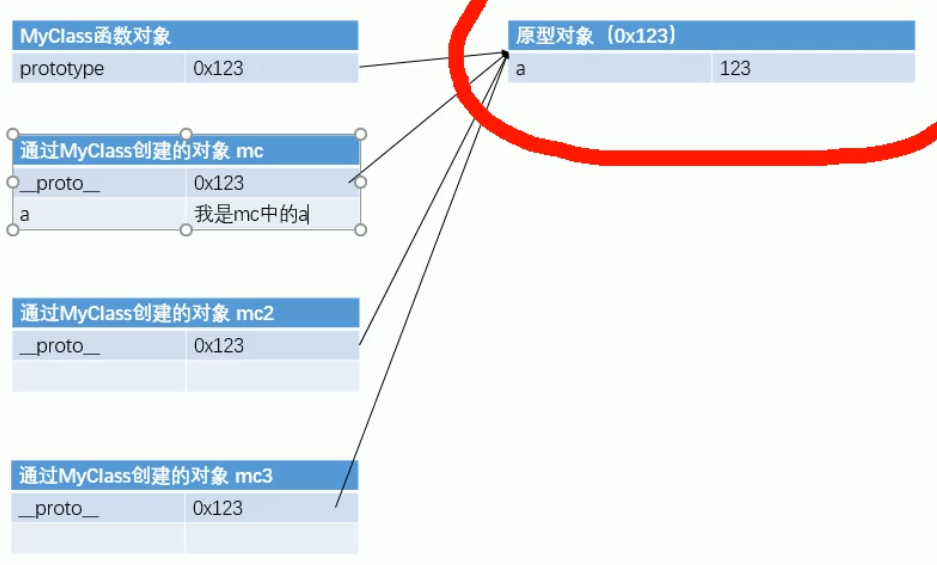 MyClass函数对象
prototype 0x123
原型对象（0x123）
a 123
通过MyClass创建的对象 mc
__proto__ 0x123
a 我是mc中的a
通过MyClass创建的对象 mc2
__proto__ 0x123
通过MyClass创建的对象 mc3
__proto__ 0x123